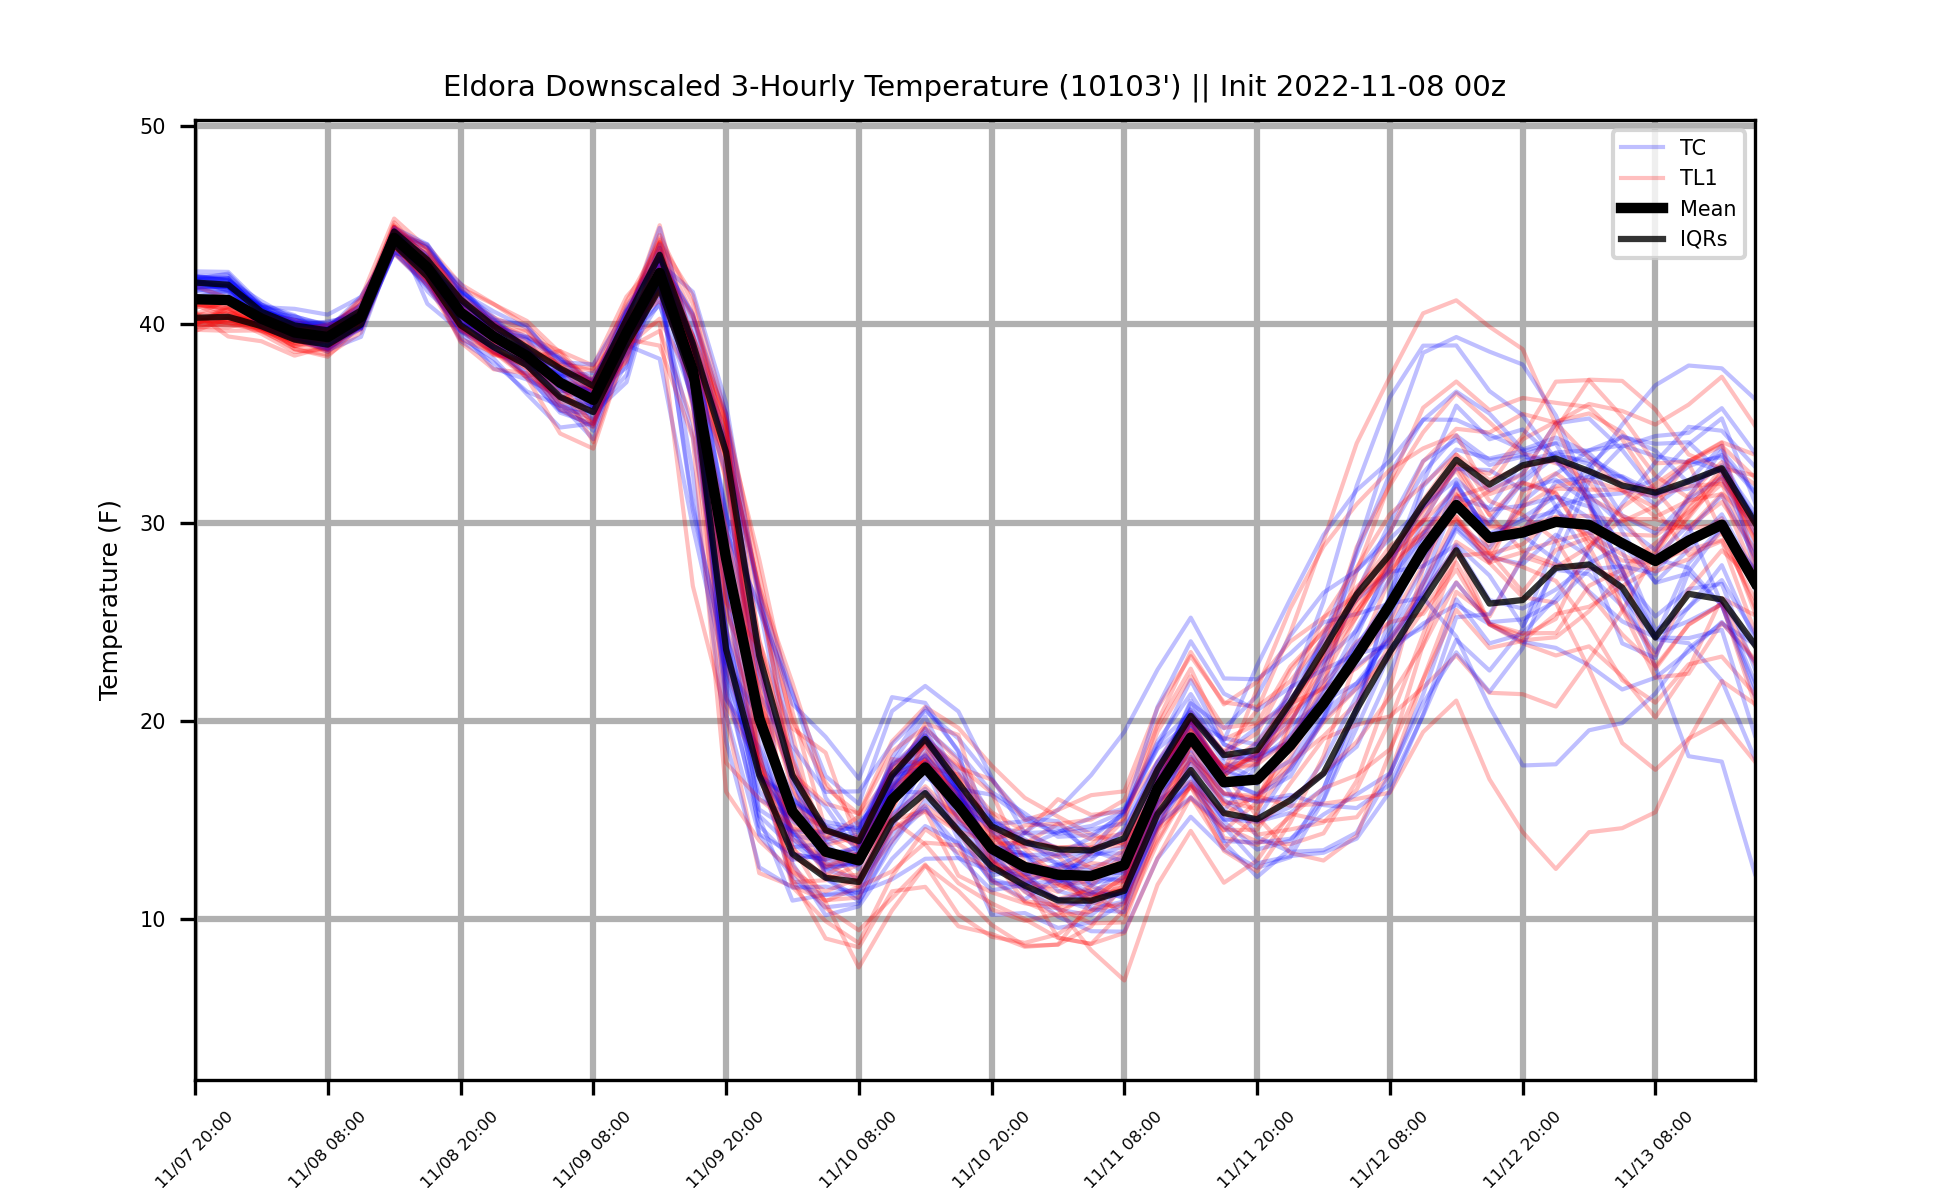 Eldora Downscaled 3-Hourly Temperature (10103') || Init 2022-11-08 00z
Temperature (F)
50
40
30
20
10
TC
TL1
Mean
IQRs
11/07 20:00
11/08 08:00
11/08 20:00
11/09 08:00
11/09 20:00
11/10 08:00
11/10 20:00
11/11 08:00
11/11 20:00
11/12 08:00
11/12 20:00
11/13 08:00